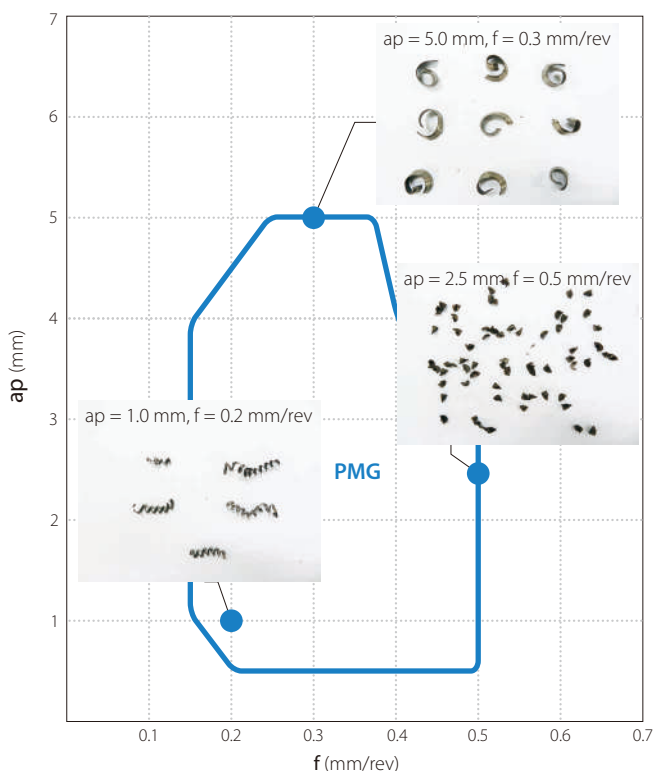 7
ap = 5.0 mm, f = 0.3 mm/rev
6
5
ap = 2.5 mm, f = 0.5 mm/rev
4
ap (mm)
3
ap = 1.0 mm, f = 0.2 mm/rev
PMG
2
1
0.1 0.2 0.3 0.4 0.5 0.6 0.7
f (mm/rev)